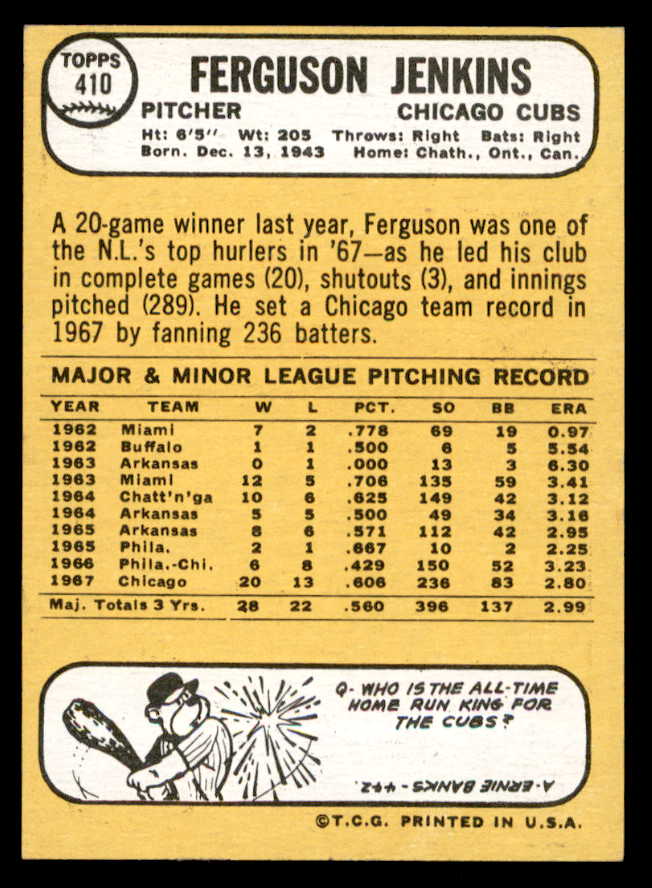 TOPPS
410
FERGUSON JENKINS
PITCHER CHICAGO CUBS
Ht: 6'5" Wt: 205 Throws: Right Bats: Right
Born. Dec. 13, 1943 Home: Chath., Ont., Can.
A 20-game winner last year, Ferguson was one of
the N.L.'s top hurlers in '67—as he led his club
in complete games (20), shutouts (3), and innings
pitched (289). He set a Chicago team record in
1967 by fanning 236 batters.
MAJOR & MINOR LEAGUE PITCHING RECORD
YEAR TEAM W L PCT. SO BB ERA
1962 Miami 7 2 .778 69 19 0.97
1962 Buffalo 1 1 .500 6 5 5.54
1963 Arkansas 0 1 .000 13 3 6.30
1963 Miami 12 5 .706 135 59 3.41
1964 Chatt'n'ga 10 6 .625 149 42 3.12
1964 Arkansas 5 5 .500 49 34 3.16
1965 Arkansas 8 6 .571 112 42 2.95
1965 Phila. 2 1 .667 10 2 2.25
1966 Phila.-Chi. 6 8 .429 150 52 3.23
1967 Chicago 20 13 .606 236 83 2.80
Maj. Totals 3 Yrs. 28 22 .560 396 137 2.99
Q- WHO IS THE ALL-TIME
HOME RUN KING FOR
THE CUBS?
A- ERNIE BANKS - 442.
©T.C.G. PRINTED IN U.S.A.